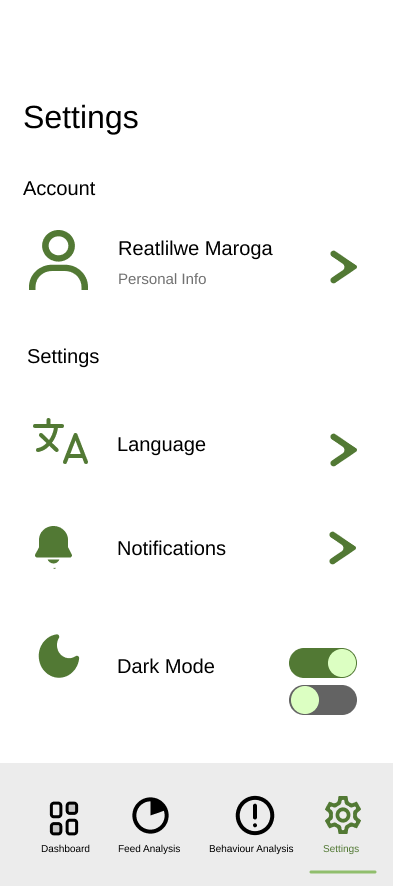 Settings
Account
Reatlilwe Maroga
Personal Info
Settings
Language
Notifications
Dark Mode
Dashboard
Feed Analysis
Behaviour Analysis
Settings